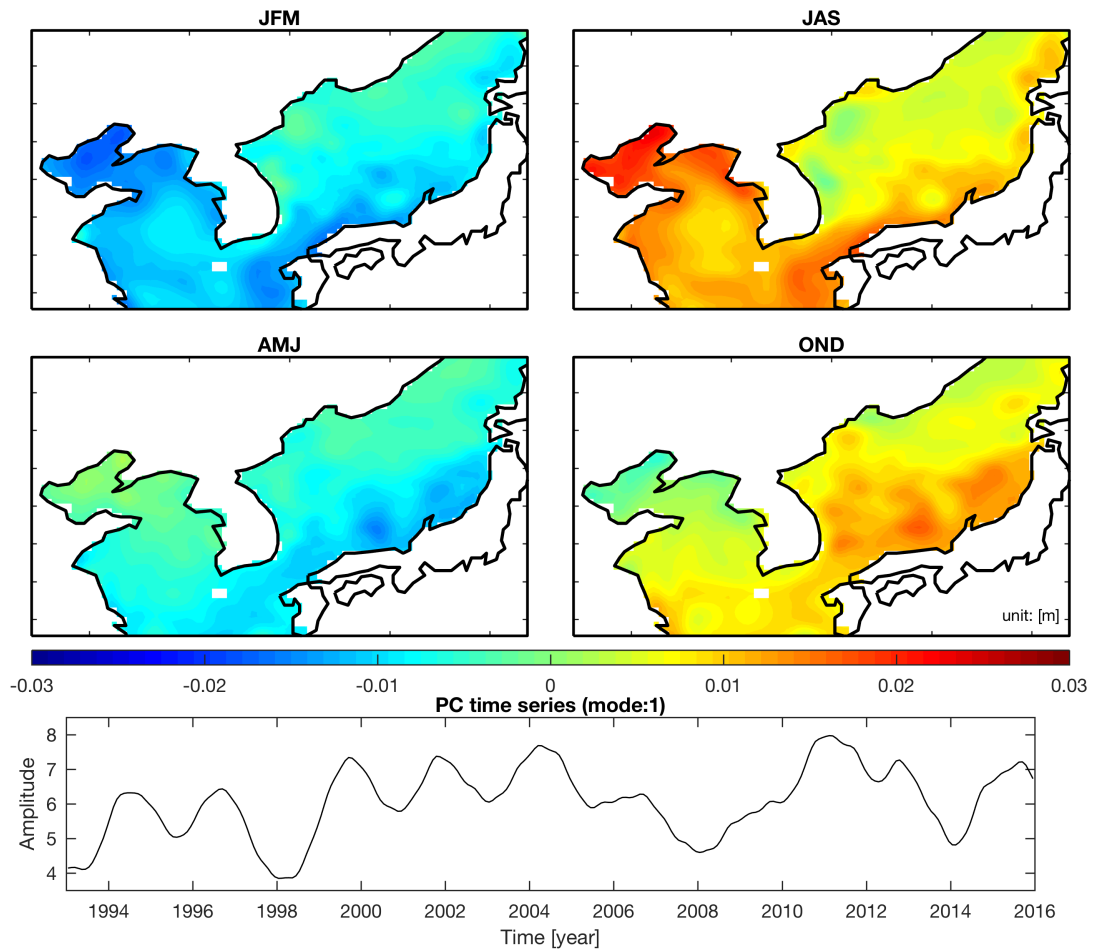 JFM
JAS
AMJ
OND
unit: [m]
-0.03 -0.02 -0.01 0 0.01 0.02 0.03
PC time series (mode:1)
Amplitude
8
7
6
5
4
1994 1996 1998 2000 2002 2004 2006 2008 2010 2012 2014 2016
Time [year]